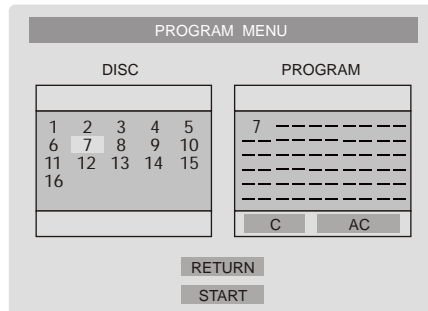 PROGRAM MENU
DISC
1 2 3 4 5
6 7 8 9 10
11 12 13 14 15
16
PROGRAM
7
C AC
RETURN
START